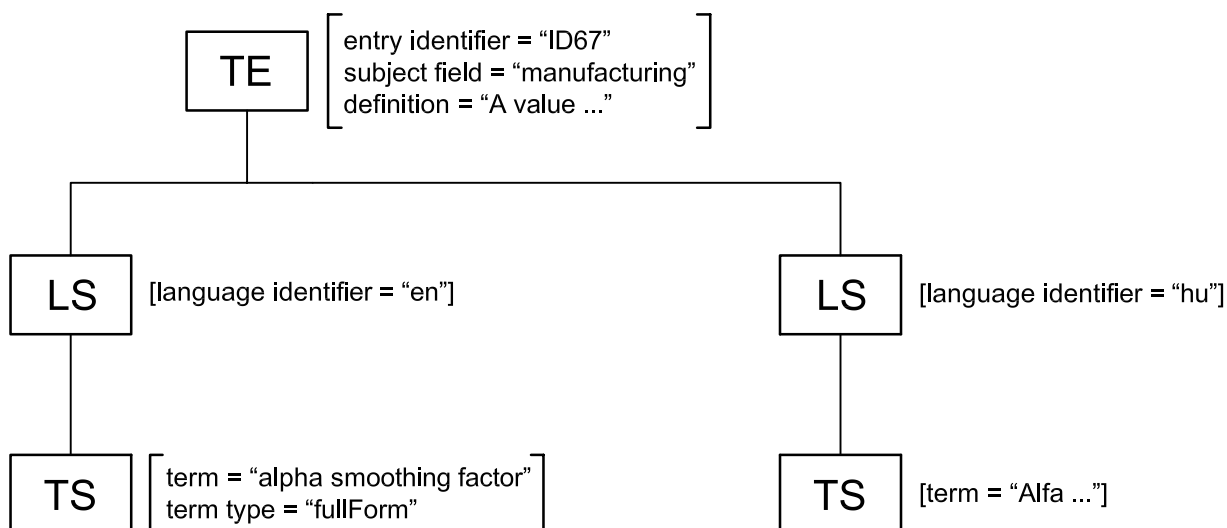 TE
entry identifier = “ID67”
subject field = “manufacturing”
definition = “A value ...”
LS
[language identifier = “en”]
LS
[language identifier = “hu”]
TS
term = “alpha smoothing factor”
term type = “fullForm”
TS
[term = “Alfa ...”]